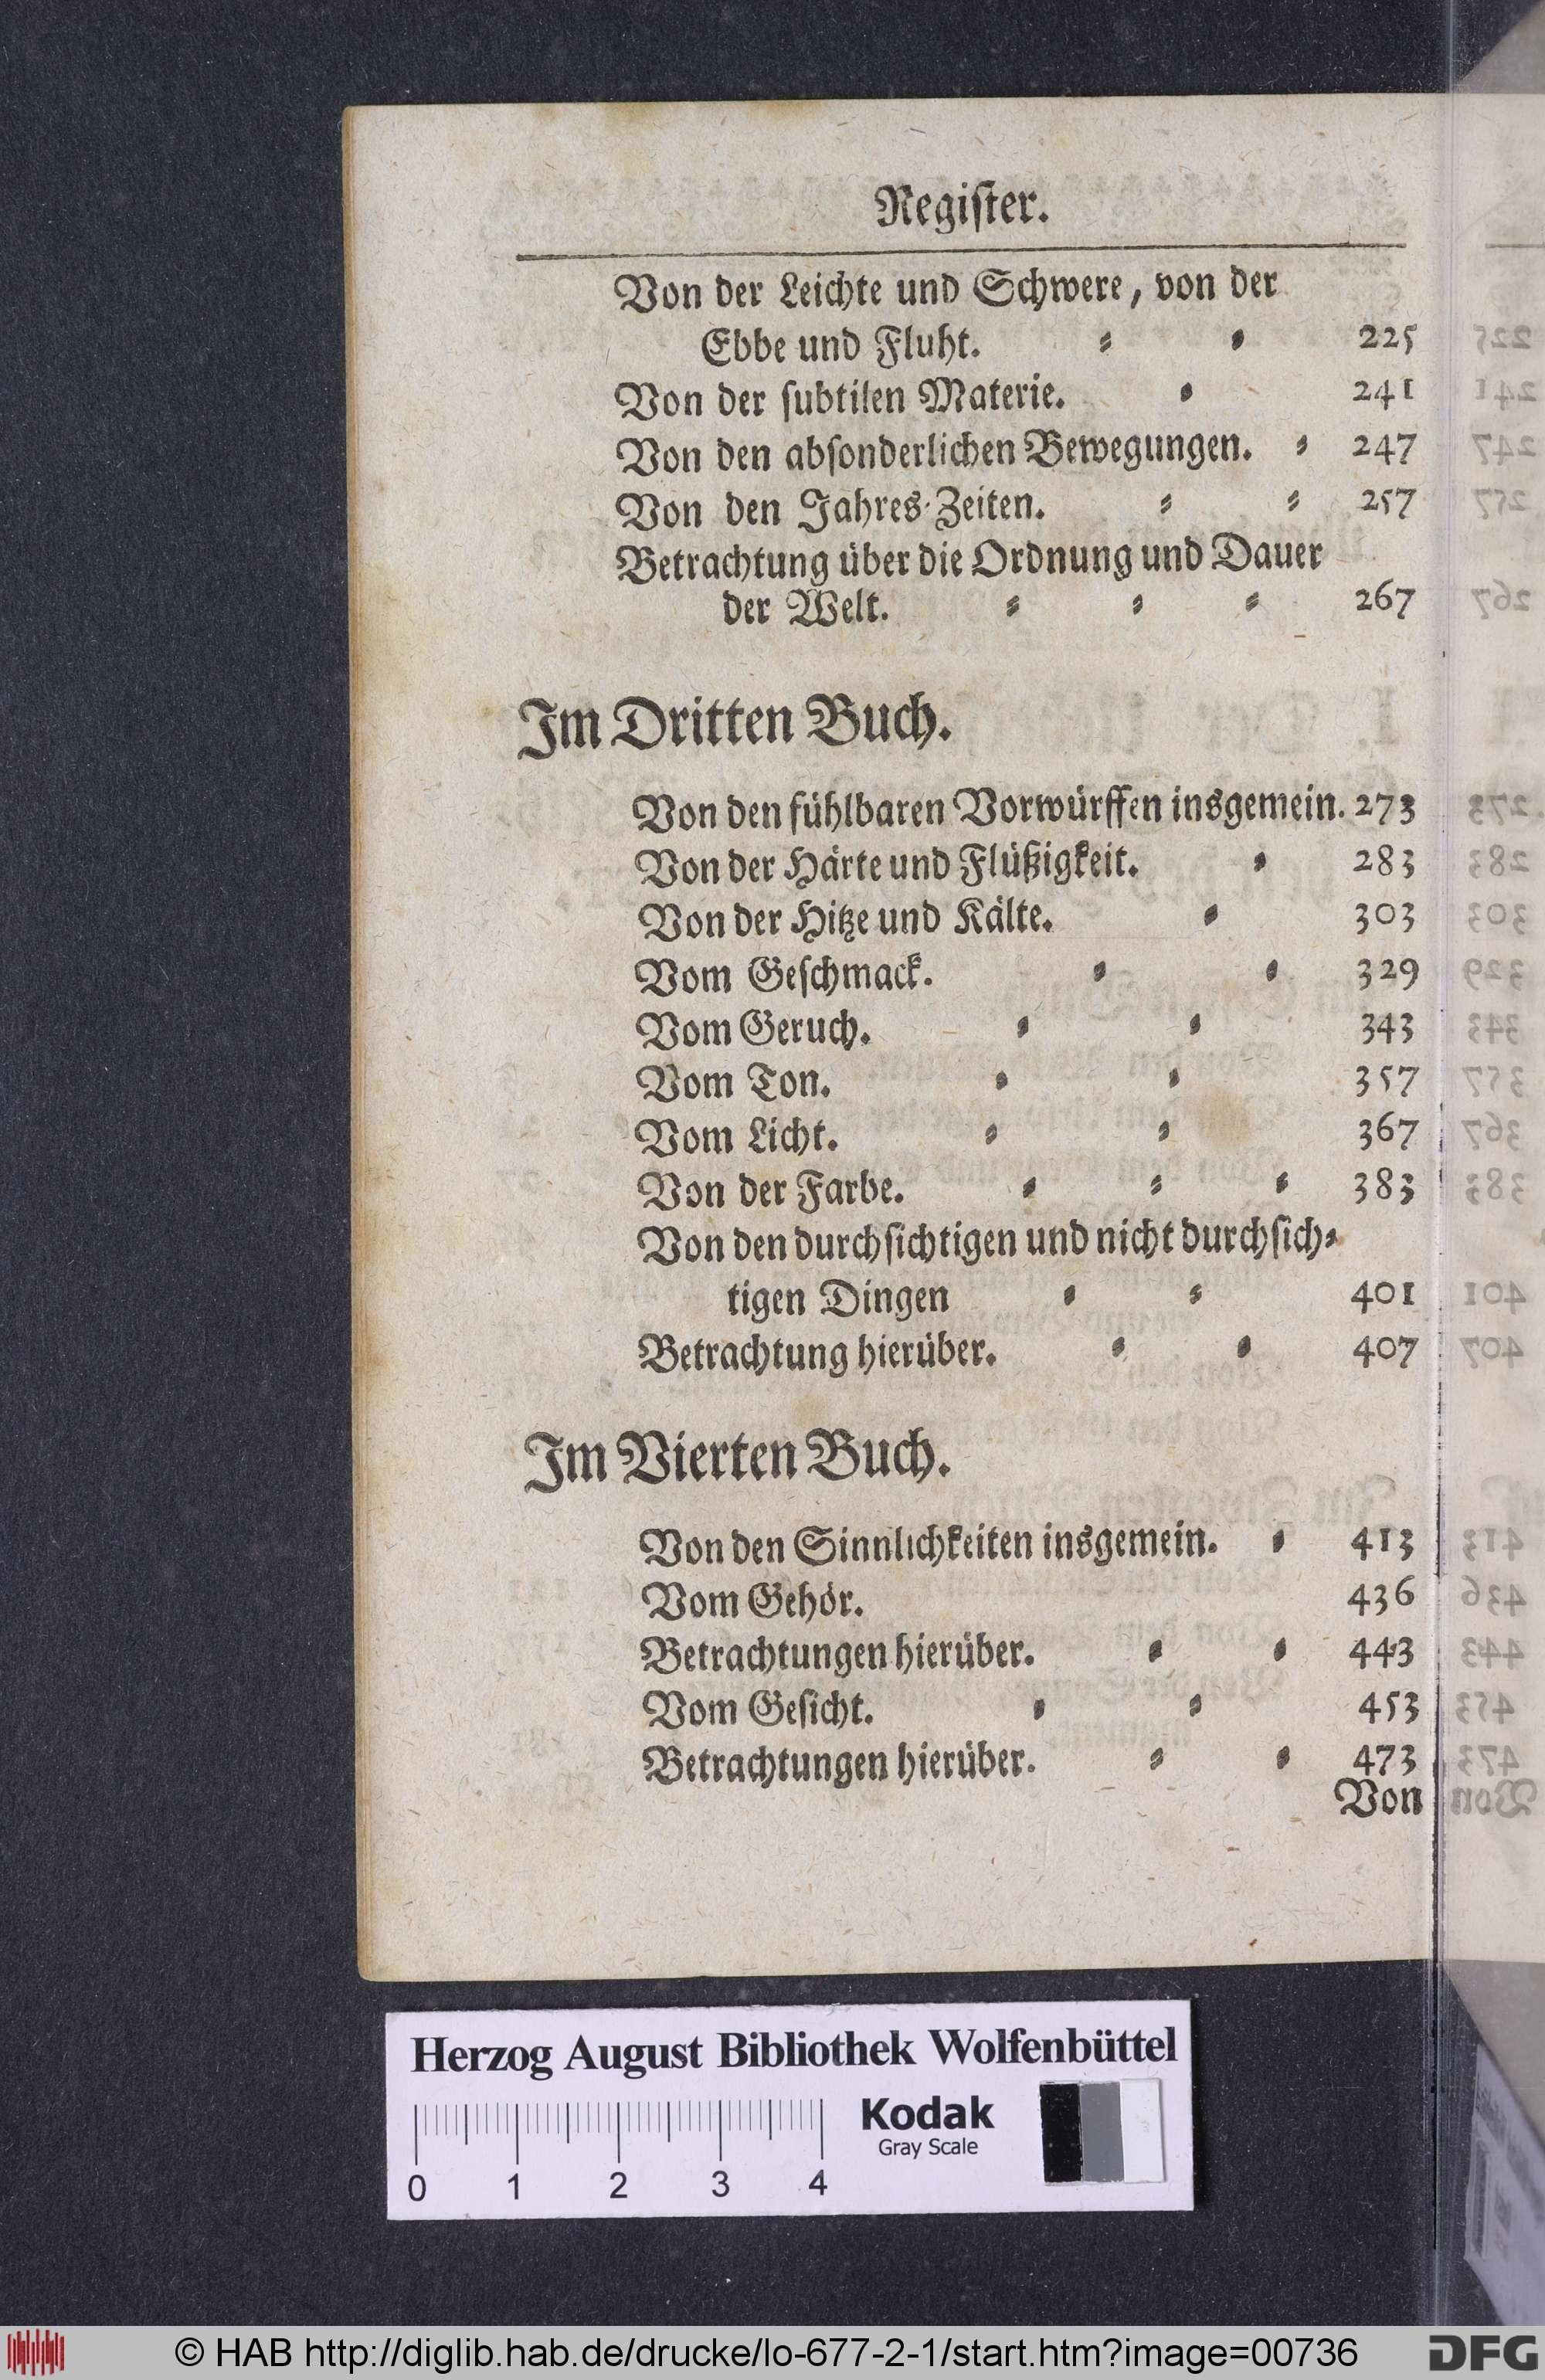 Register.
Von der Leichte und Schwere, von der
Ebbe und Fluht. ⸗ ⸗ 225
Von der subtilen Materie. ⸗ 241
Von den absonderlichen Bewegungen. ⸗ 247
Von den Jahres-Zeiten. ⸗ ⸗ 257
Betrachtung über die Ordnung und Dauer
der Welt. ⸗ ⸗ ⸗ 267
Im Dritten Buch.
Von den fühlbaren Vorwürffen insgemein. 273
Von der Härte und Flüßigkeit. ⸗ 283
Von der Hitze und Kälte. ⸗ 303
Vom Geschmack. ⸗ ⸗ 329
Vom Geruch. ⸗ ⸗ 343
Vom Ton. ⸗ ⸗ 357
Vom Licht. ⸗ ⸗ 367
Von der Farbe. ⸗ ⸗ ⸗ 383
Von den durchsichtigen und nicht durchsich⸗
tigen Dingen ⸗ ⸗ 401
Betrachtung hierüber. ⸗ ⸗ 407
Im Vierten Buch.
Von den Sinnlichkeiten insgemein. ⸗ 413
Vom Gehör. 436
Betrachtungen hierüber. ⸗ ⸗ 443
Vom Gesicht. ⸗ ⸗ 453
Betrachtungen hierüber. ⸗ ⸗ 473
Von
Herzog August Bibliothek Wolfenbüttel
Kodak
Gray Scale
0 1 2 3 4
© HAB http://diglib.hab.de/drucke/lo-677-2-1/start.htm?image=00736
DFG